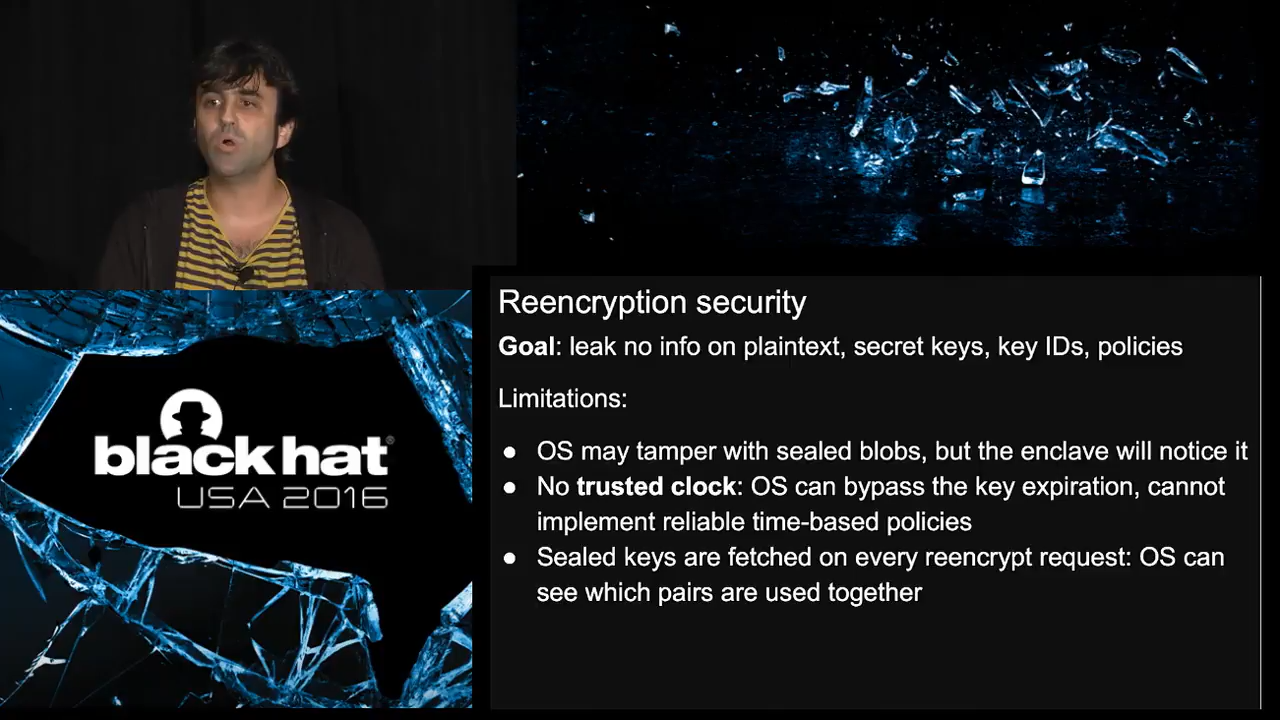 Reencryption security
Goal: leak no info on plaintext, secret keys, key IDs, policies
Limitations:
● OS may tamper with sealed blobs, but the enclave will notice it
● No trusted clock: OS can bypass the key expiration, cannot
implement reliable time-based policies
● Sealed keys are fetched on every reencrypt request: OS can
see which pairs are used together
black hat®
USA 2016